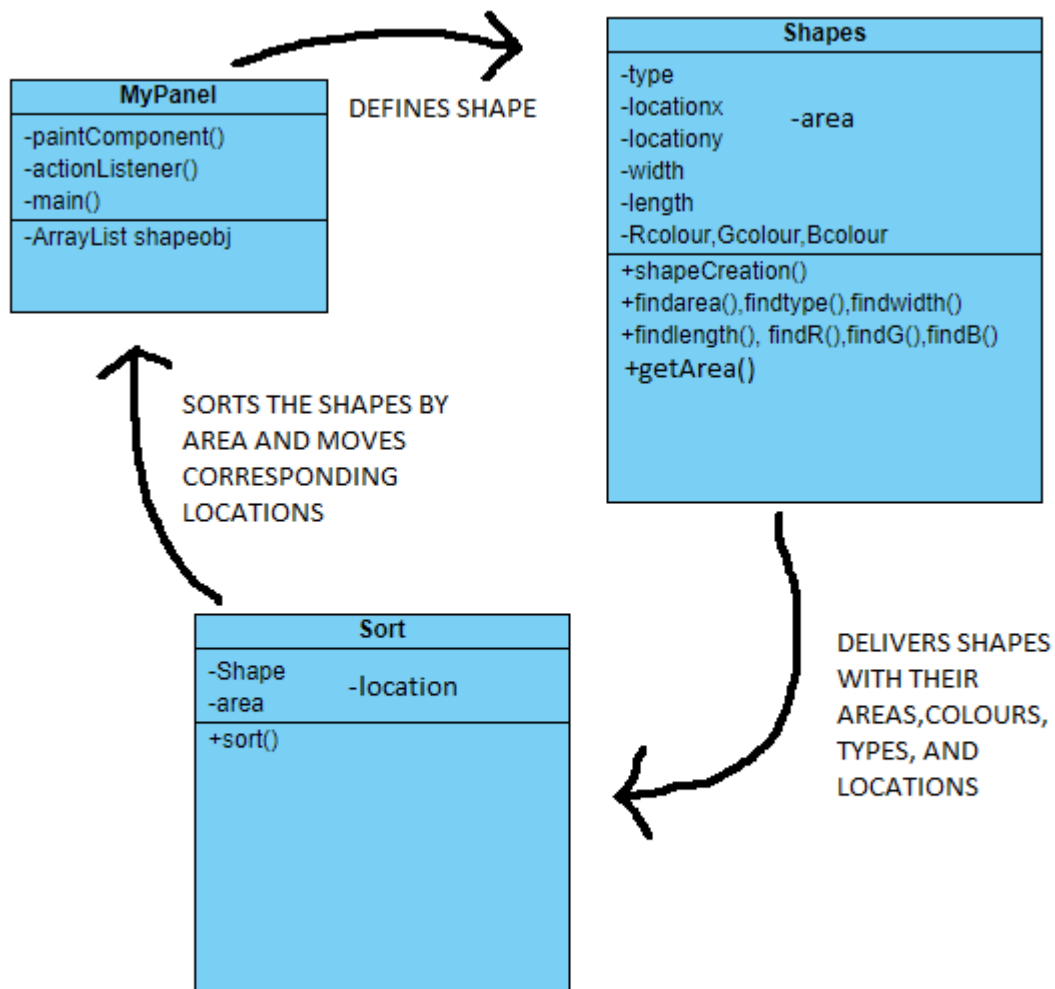 MyPanel
-paintComponent()
-actionListener()
-main()
-ArrayList shapeobj
DEFINES SHAPE
Shapes
-type
-locationx
-area
-locationy
-width
-length
-Rcolour,Gcolour,Bcolour
+shapeCreation()
+findarea(),findtype(),findwidth()
+findlength(), findR(),findG(),findB()
+getArea()
SORTS THE SHAPES BY
AREA AND MOVES
CORRESPONDING
LOCATIONS
Sort
-Shape
-location
-area
+sort()
DELIVERS SHAPES
WITH THEIR
AREAS,COLOURS,
TYPES, AND
LOCATIONS